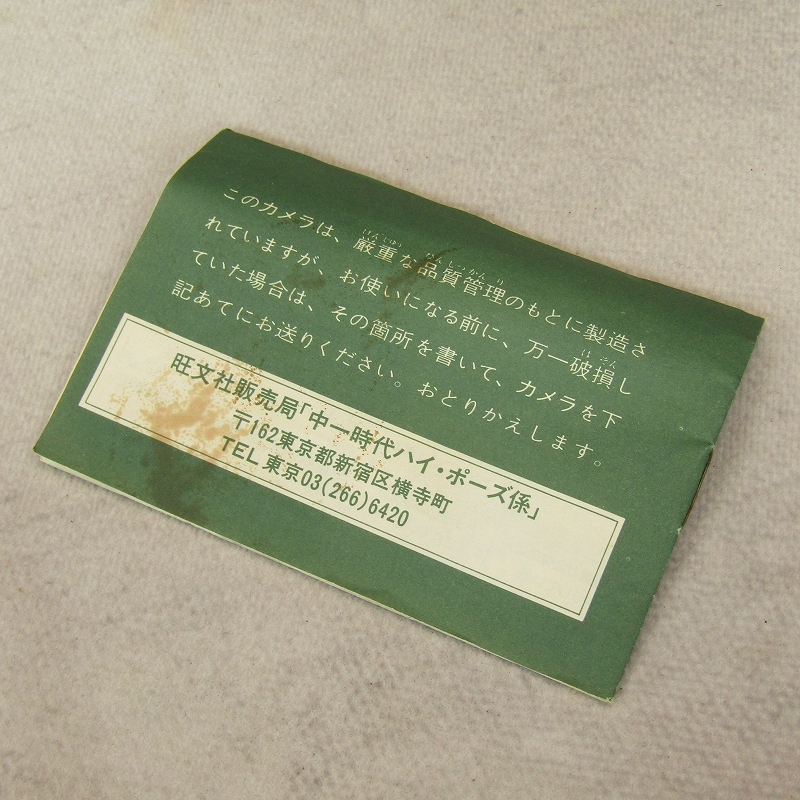 このカメラは、厳重な品質管理のもとに製造さ
れていますが、お使いになる前に、万一破損し
ていた場合は、その箇所を書いて、カメラを下
記あてにお送りください。おとりかえします。
旺文社販売局「中一時代ハイ・ポーズ係」
〒162東京都新宿区横寺町
TEL 東京03(266)6420